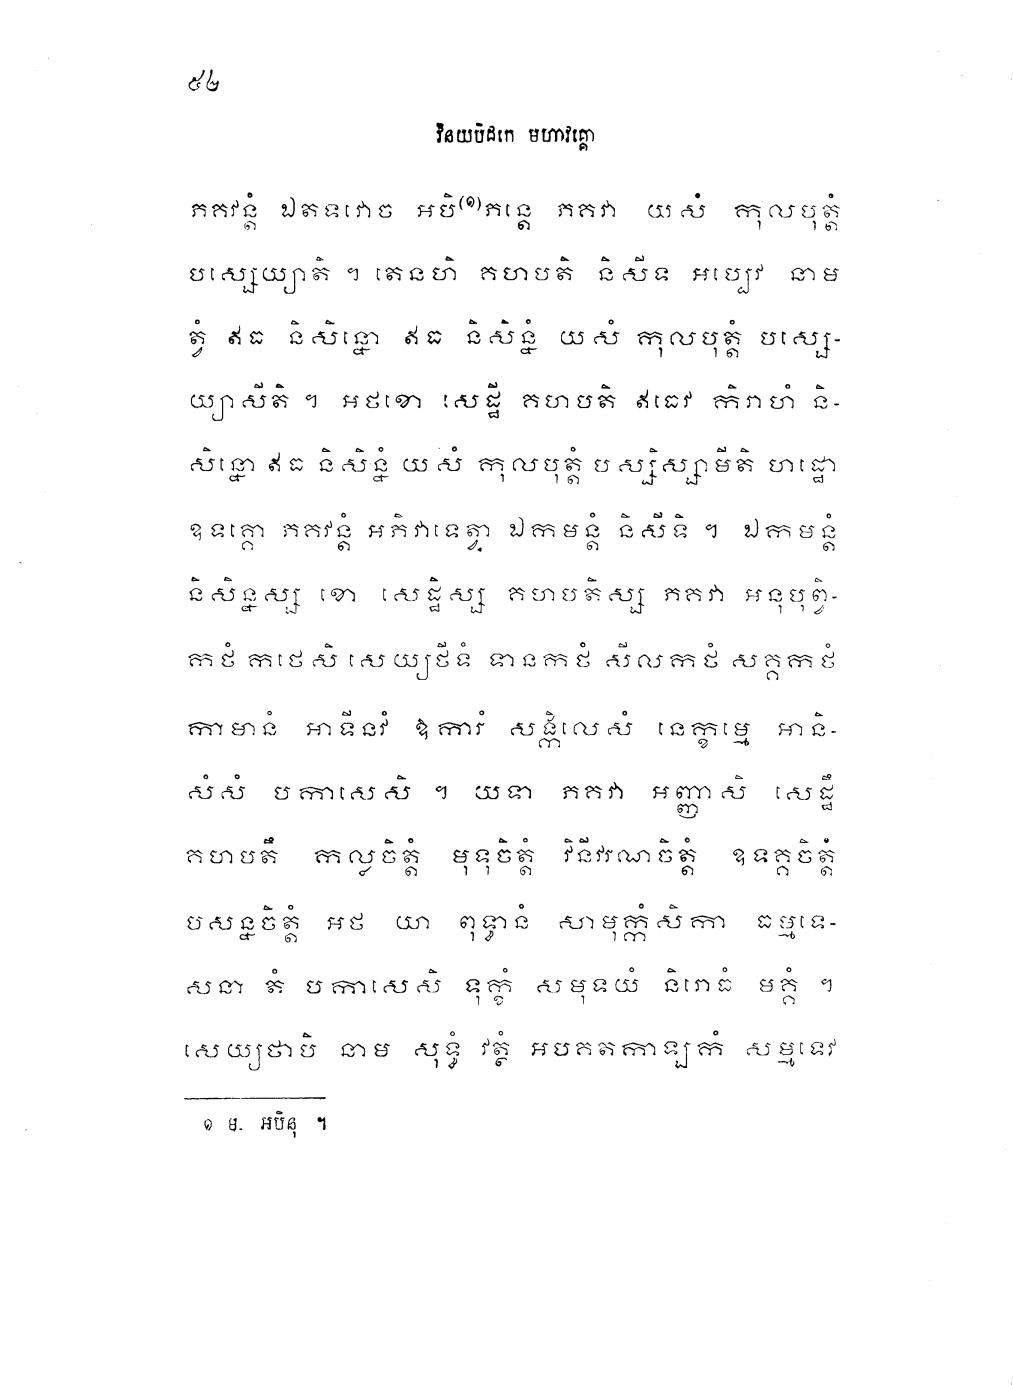 ៥២
វិនយបិដកេ មហាវគ្គោ
ភគវន្តំ ឯតទវោច អបិ(១)ភន្តេ ភគវា យសំ កុលបុត្តំ
បស្សេយ្យាតិ ។ តេនហិ គហបតិ និសីទ អប្បេវ នាម
ត្វំ ឥធ និសិន្នោ ឥធ និសិន្នំ យសំ កុលបុត្តំ បស្សេ-
យ្យាសីតិ ។ អថខោ សេដ្ឋី គហបតិ ឥធេវ កិរាហំ និ-
សិន្នោ ឥធ និសិន្នំ យសំ កុលបុត្តំ បស្សិស្សាមីតិ ហដ្ឋោ
ឧទគ្គោ ភគវន្តំ អភិវាទេត្វា ឯកមន្តំ និសីទិ ។ ឯកមន្តំ
និសិន្នស្ស ខោ សេដ្ឋិស្ស គហបតិស្ស ភគវា អនុបុព្វិ-
កថំ កថេសិ សេយ្យថីទំ ទានកថំ សីលកថំ សគ្គកថំ
កាមានំ អាទីនវំ ឱការំ សង្កិលេសំ នេក្ខម្មេ អានិ-
សំសំ បកាសេសិ ។ យទា ភគវា អញ្ញាសិ សេដ្ឋឹ
គហបតឹ កល្លចិត្តំ មុទុចិត្តំ វិនីវរណចិត្តំ ឧទគ្គចិត្តំ
បសន្នចិត្តំ អថ យា ពុទ្ធានំ សាមុក្កំសិកា ធម្មទេ-
សនា តំ បកាសេសិ ទុក្ខំ សមុទយំ និរោធំ មគ្គំ ។
សេយ្យថាបិ នាម សុទ្ធំ វត្ថំ អបគតកាឡកំ សម្មទេវ
១ ម. អបិនុ ។